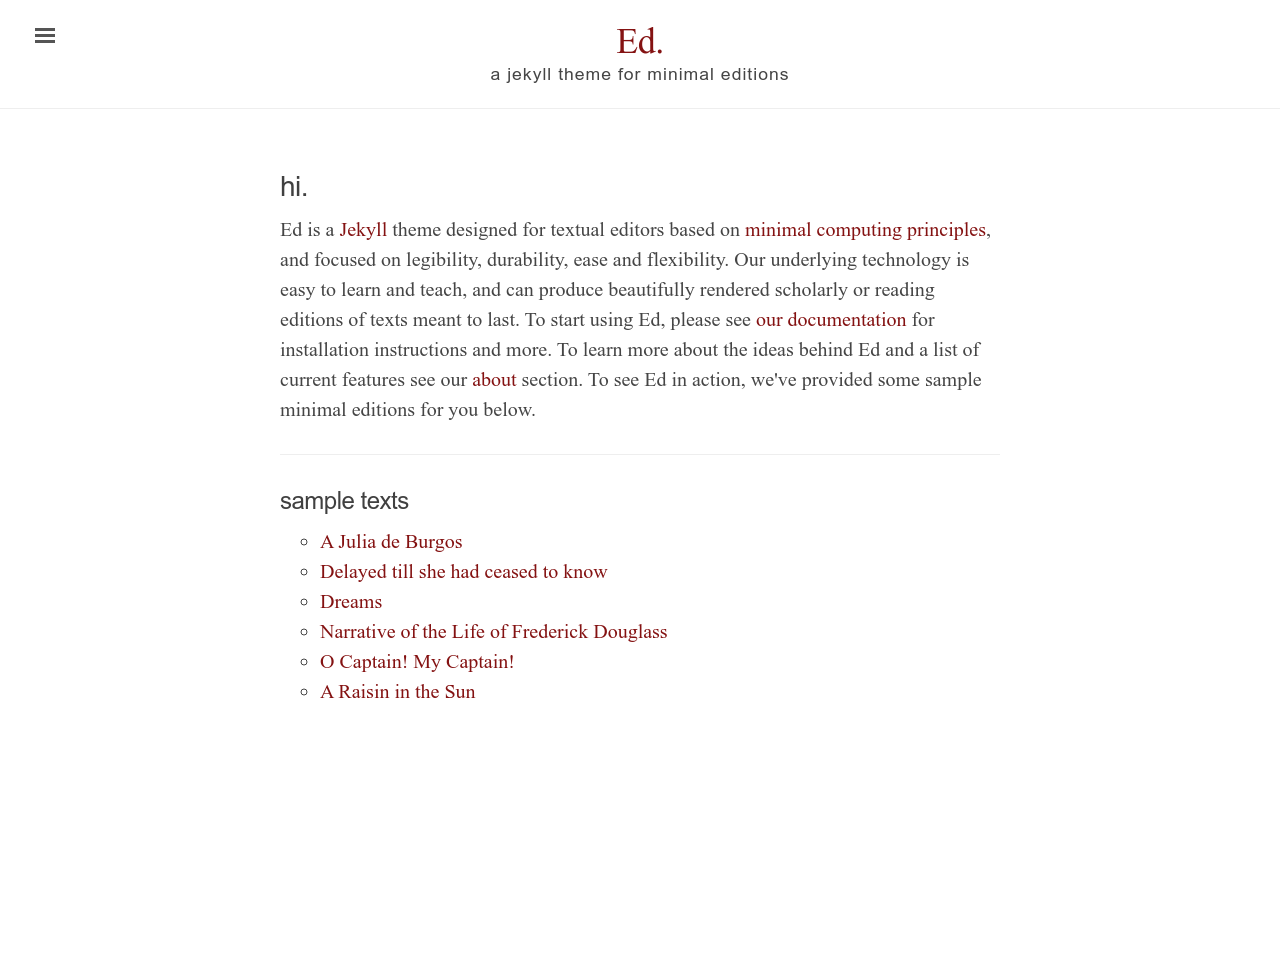 Ed.
a jekyll theme for minimal editions
hi.
Ed is a Jekyll theme designed for textual editors based on minimal computing principles,
and focused on legibility, durability, ease and flexibility. Our underlying technology is
easy to learn and teach, and can produce beautifully rendered scholarly or reading
editions of texts meant to last. To start using Ed, please see our documentation for
installation instructions and more. To learn more about the ideas behind Ed and a list of
current features see our about section. To see Ed in action, we've provided some sample
minimal editions for you below.
sample texts
A Julia de Burgos
Delayed till she had ceased to know
Dreams
Narrative of the Life of Frederick Douglass
O Captain! My Captain!
A Raisin in the Sun